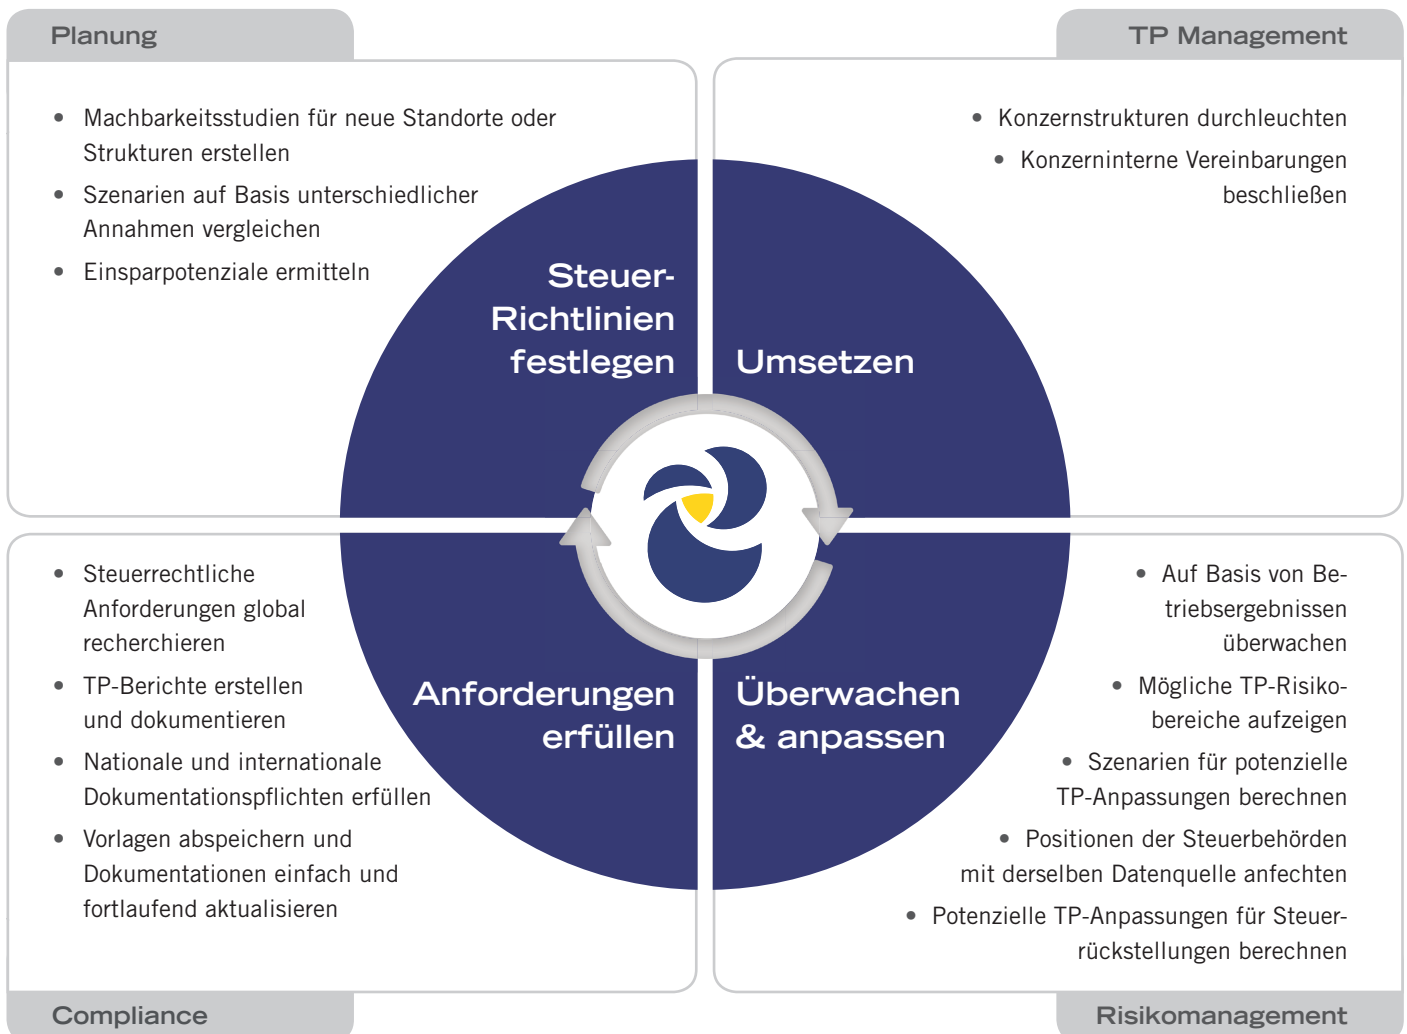 Planung
• Machbarkeitsstudien für neue Standorte oder
Strukturen erstellen
• Szenarien auf Basis unterschiedlicher
Annahmen vergleichen
• Einsparpotenziale ermitteln
Steuer-
Richtlinien
festlegen
TP Management
• Konzernstrukturen durchleuchten
• Konzerninterne Vereinbarungen
beschließen
Umsetzen
• Steuerrechtliche
Anforderungen global
recherchieren
• TP-Berichte erstellen
und dokumentieren
• Nationale und internationale
Dokumentationspflichten erfüllen
• Vorlagen abspeichern und
Dokumentationen einfach und
fortlaufend aktualisieren
Anforderungen
erfüllen
Compliance
Überwachen
& anpassen
• Auf Basis von Be-
triebsergebnissen
überwachen
• Mögliche TP-Risiko-
bereiche aufzeigen
• Szenarien für potenzielle
TP-Anpassungen berechnen
• Positionen der Steuerbehörden
mit derselben Datenquelle anfechten
• Potenzielle TP-Anpassungen für Steuer-
rückstellungen berechnen
Risikomanagement